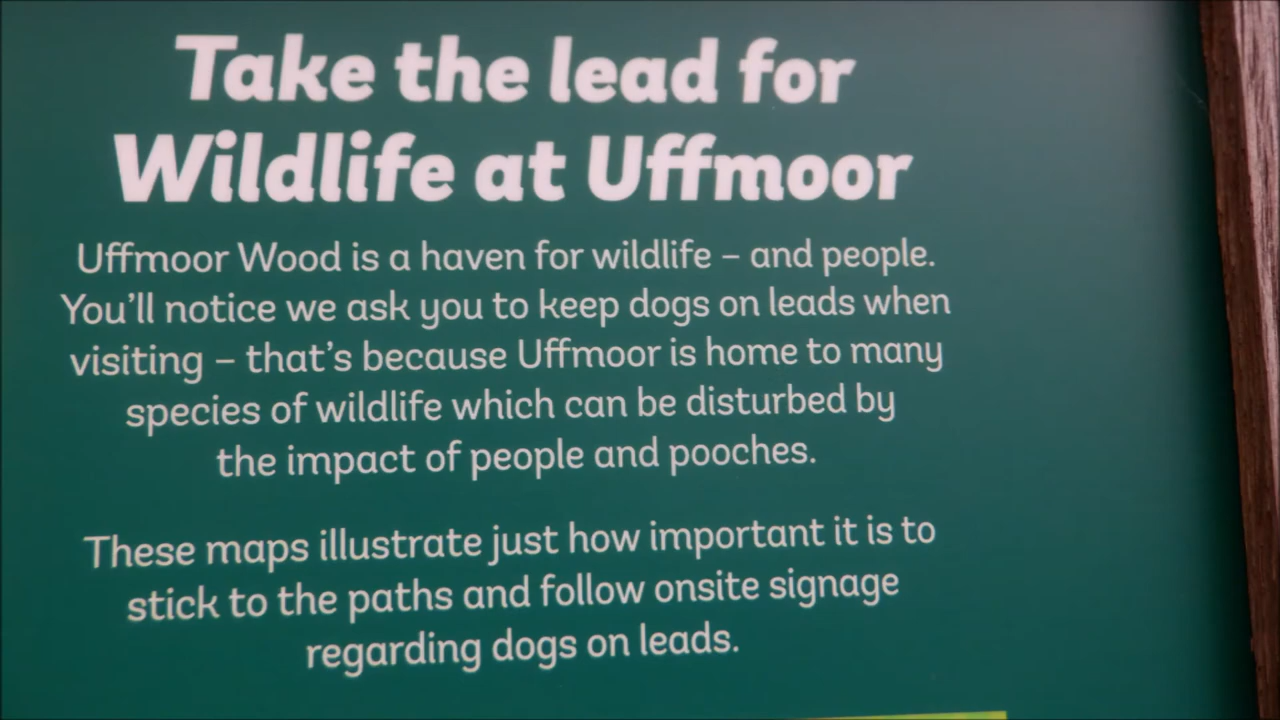 Take the lead for
Wildlife at Uffmoor
Uffmoor Wood is a haven for wildlife – and people.
You'll notice we ask you to keep dogs on leads when
visiting – that's because Uffmoor is home to many
species of wildlife which can be disturbed by
the impact of people and pooches.
These maps illustrate just how important it is to
stick to the paths and follow onsite signage
regarding dogs on leads.